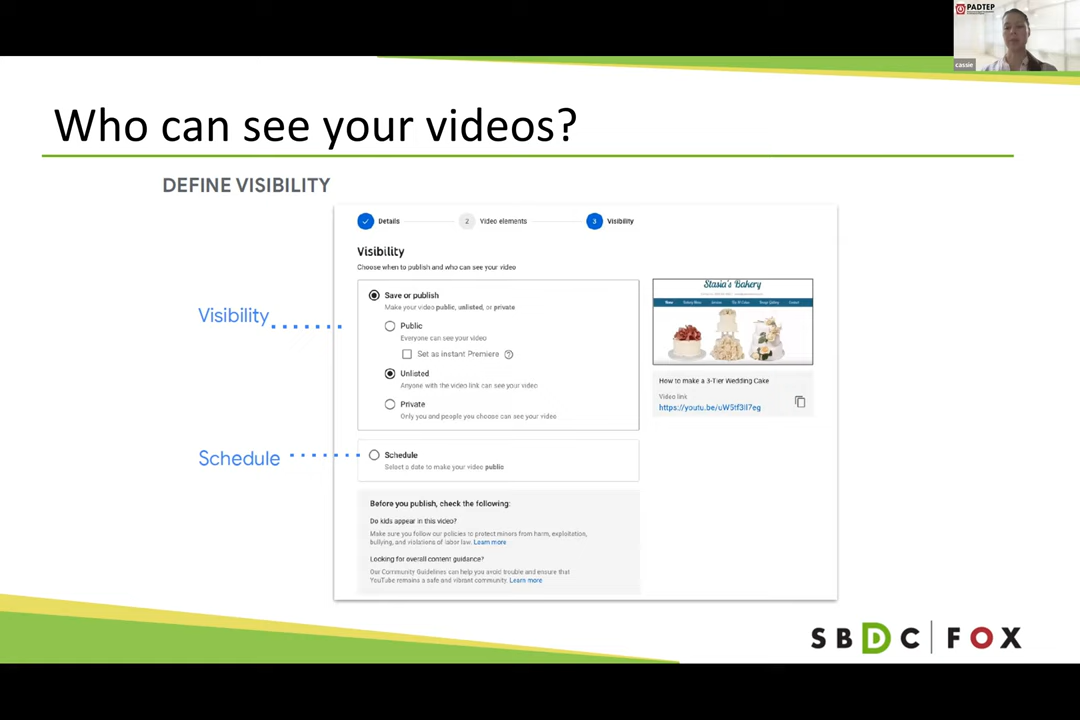 PADTEP
cassie
Who can see your videos?
DEFINE VISIBILITY
Details
2
Video elements
3
Visibility
Visibility
Choose when to publish and who can see your video
Visibility
Save or publish
Make your video public, unlisted, or private
Public
Everyone can see your video
Set as instant Premiere ?
Unlisted
Anyone with the video link can see your video
Private
Only you and people you choose can see your video
Stasia's Bakery
How to make a 3-Tier Wedding Cake
Video link
Schedule
Schedule
Select a date to make your video public
Before you publish, check the following:
Do kids appear in this video?
Make sure you follow our policies to protect minors from harm, exploitation,
bullying, and violations of labor law. Learn more
Looking for overall content guidance?
Our Community Guidelines can help you avoid trouble and ensure that
YouTube remains a safe and vibrant community. Learn more
SBDC FOX